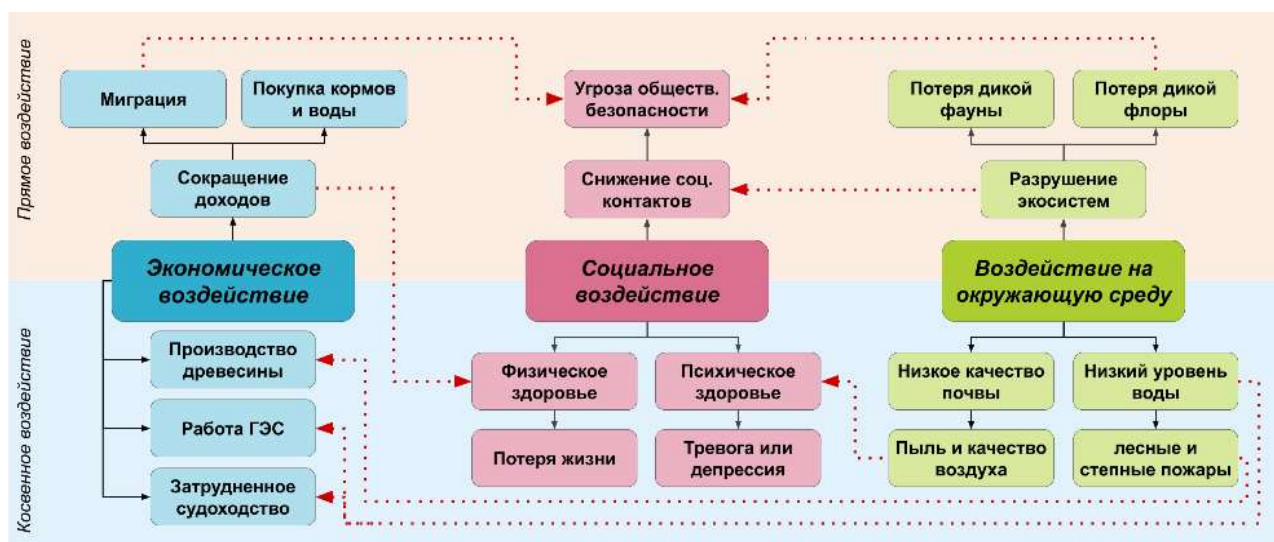 Прямое воздействие
Миграция
Покупка кормов
и воды
Угроза обществ.
безопасности
Потеря дикой
фауны
Потеря дикой
флоры
Сокращение
доходов
Снижение соц.
контактов
Разрушение
экосистем
Экономическое
воздействие
Социальное
воздействие
Воздействие на
окружающую среду
Косвенное воздействие
Производство
древесины
Физическое
здоровье
Психическое
здоровье
Низкое качество
почвы
Низкий уровень
воды
Работа ГЭС
Потеря жизни
Тревога или
депрессия
Пыль и качество
воздуха
лесные и
степные пожары
Затрудненное
судоходство